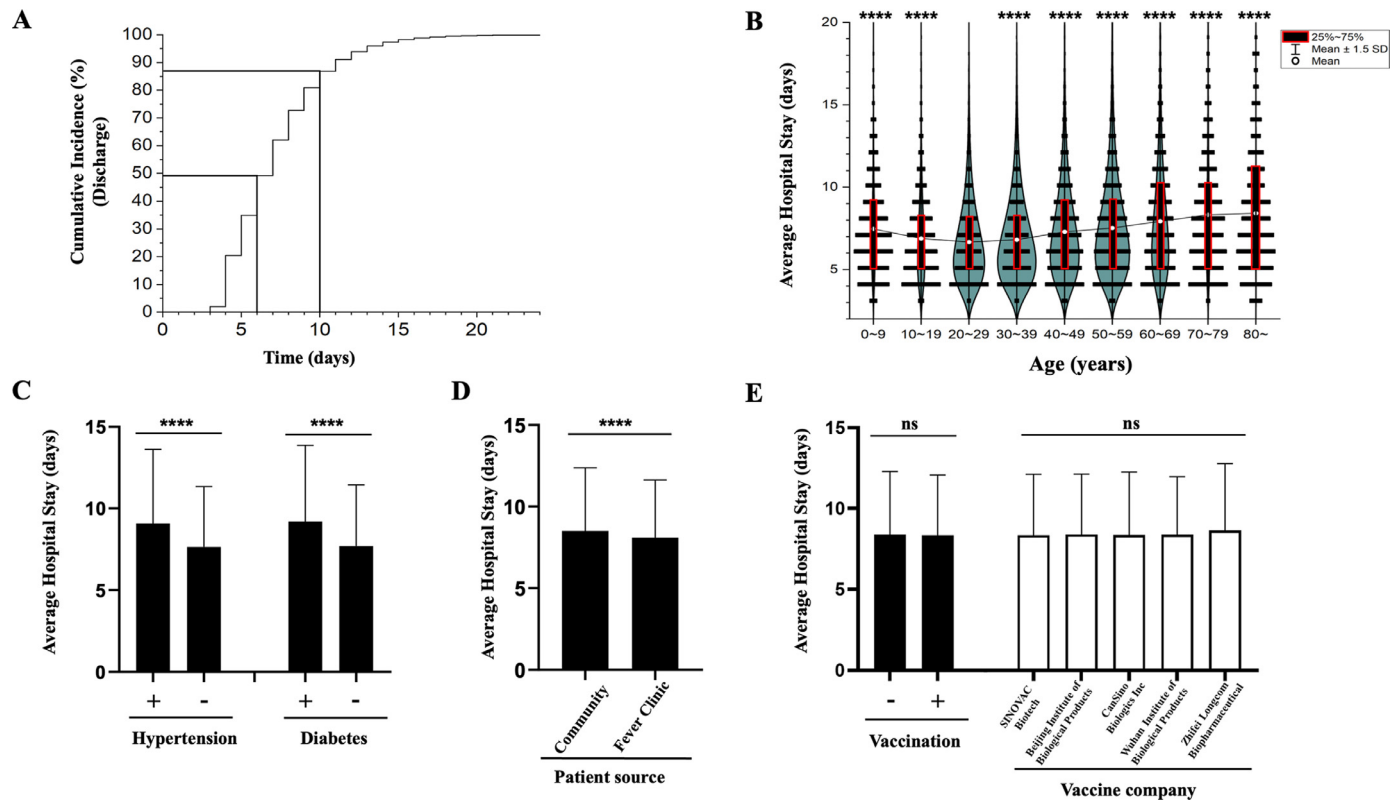 A
Cumulative Incidence (%)
(Discharge)
100
90
80
70
60
50
40
30
20
10
0
0 5 10 15 20
Time (days)
B
**** **** **** **** **** **** **** ****
25%~75%
Mean ± 1.5 SD
Mean
Average Hospital Stay (days)
20
15
10
5
0~9 10~19 20~29 30~39 40~49 50~59 60~69 70~79 80~
Age (years)
C
Average Hospital Stay (days)
15
10
5
0
**** ****
+ - + -
Hypertension Diabetes
D
Average Hospital Stay (days)
15
10
5
0
****
Community
Fever Clinic
Patient source
E
Average Hospital Stay (days)
15
10
5
0
ns ns
- +
Vaccination
SINOVAC
Biotech
Beijing Institute of
Biological Products
CanSino
Biologics Inc
Wuhan Institute of
Biological Products
Zhifei Longcom
Biopharmaceutical
Vaccine company